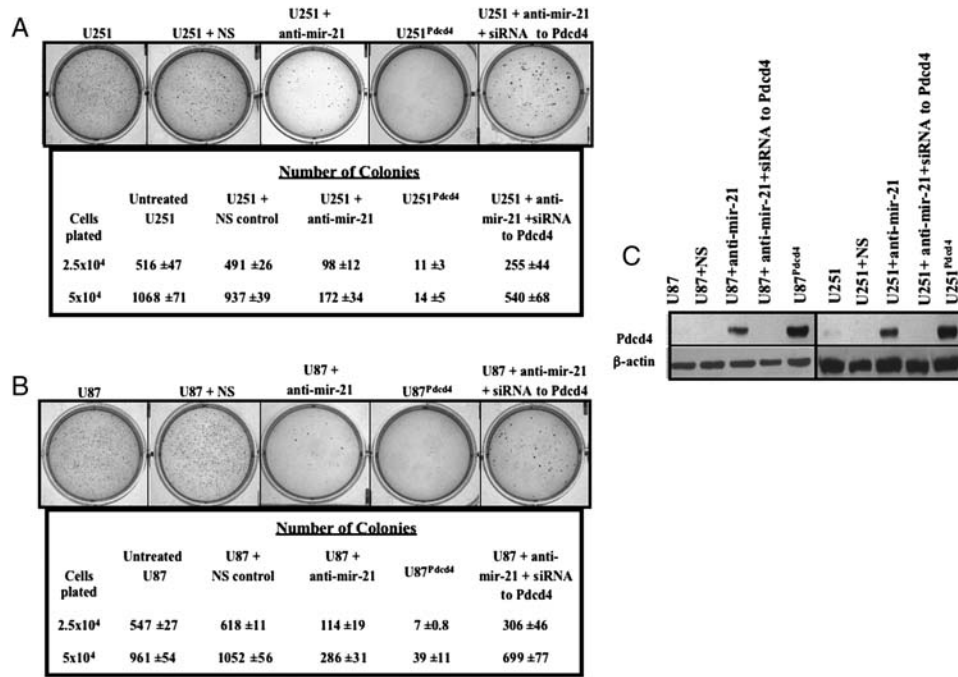 A
U251
U251 + NS
U251 +
anti-mir-21
U251Pdcd4
U251 + anti-mir-21
+ siRNA to Pdcd4
Number of Colonies
Cells
plated
Untreated
U251
U251 +
NS control
U251 +
anti-mir-21
U251Pdcd4
U251 + anti-
mir-21 +siRNA
to Pdcd4
2.5x10⁴ 516 ±47 491 ±26 98 ±12 11 ±3 255 ±44
5x10⁴ 1068 ±71 937 ±39 172 ±34 14 ±5 540 ±68
B
U87
U87 + NS
U87 +
anti-mir-21
U87Pdcd4
U87 + anti-mir-21
+ siRNA to Pdcd4
Number of Colonies
Cells
plated
Untreated
U87
U87 +
NS control
U87 +
anti-mir-21
U87Pdcd4
U87 + anti-
mir-21 + siRNA
to Pdcd4
2.5x10⁴ 547 ±27 618 ±11 114 ±19 7 ±0.8 306 ±46
5x10⁴ 961 ±54 1052 ±56 286 ±31 39 ±11 699 ±77
C
U87
U87+NS
U87+anti-mir-21
U87+ anti-mir-21+siRNA to Pdcd4
U87Pdcd4
U251
U251+NS
U251+anti-mir-21
U251+ anti-mir-21+siRNA to Pdcd4
U251Pdcd4
Pdcd4
β-actin